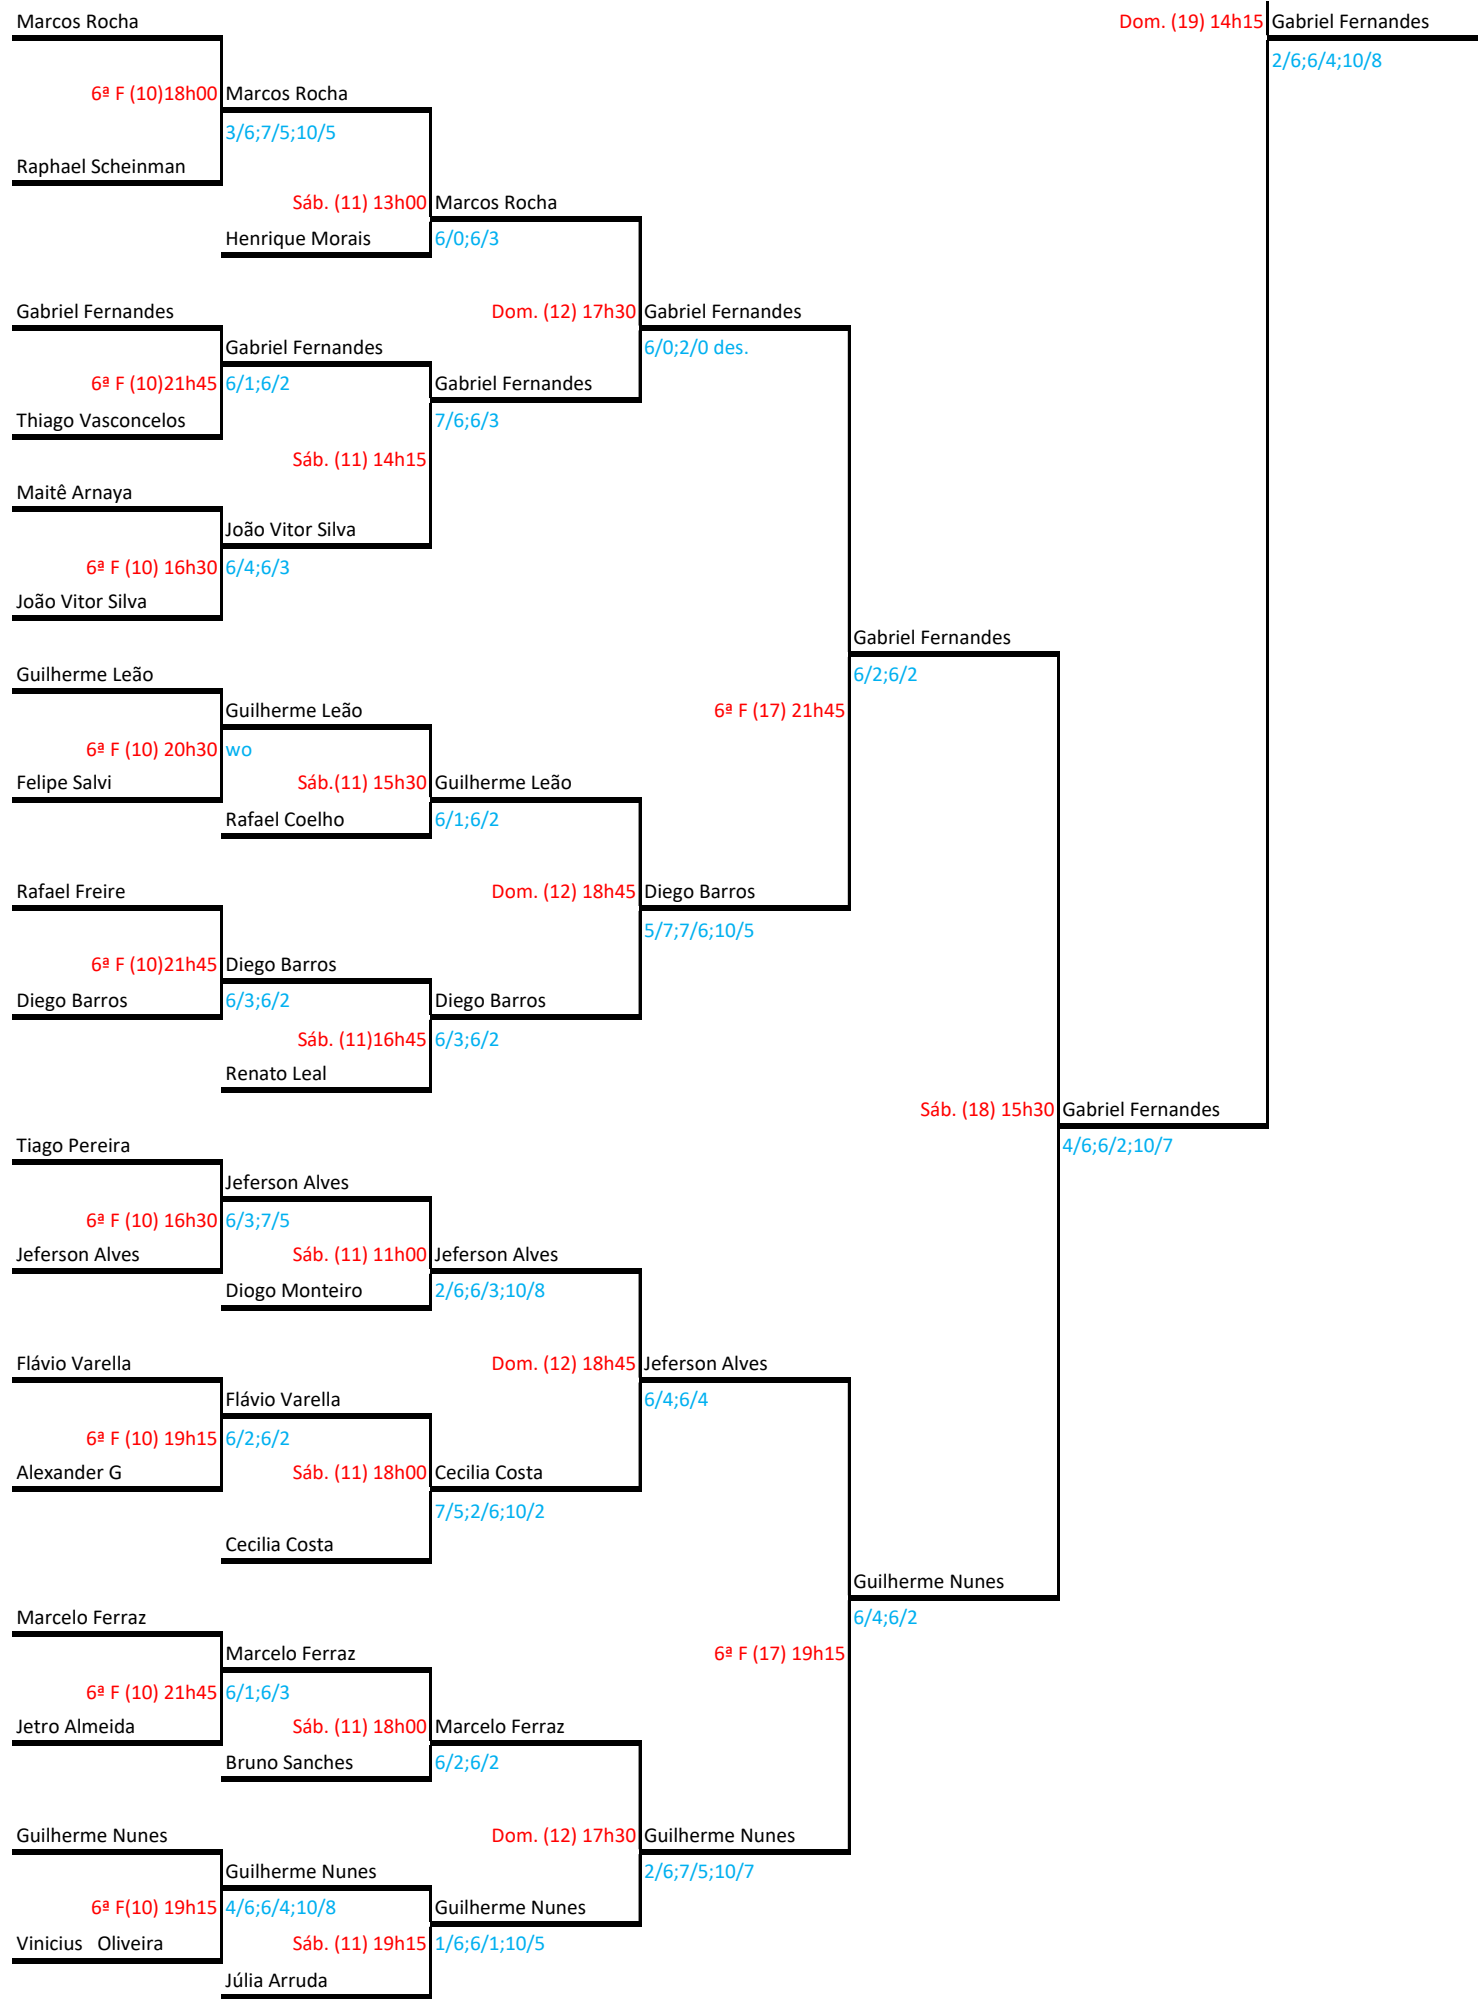 Marcos Rocha
Dom. (19) 14h15 Gabriel Fernandes
2/6;6/4;10/8
6ª F (10)18h00 Marcos Rocha
3/6;7/5;10/5
Raphael Scheinman
Sáb. (11) 13h00 Marcos Rocha
Henrique Morais 6/0;6/3
Gabriel Fernandes Dom. (12) 17h30 Gabriel Fernandes
Gabriel Fernandes 6/0;2/0 des.
6ª F (10)21h45 6/1;6/2 Gabriel Fernandes
Thiago Vasconcelos 7/6;6/3
Sáb. (11) 14h15
Maitê Arnaya
João Vitor Silva
6ª F (10) 16h30 6/4;6/3
João Vitor Silva
Gabriel Fernandes
Guilherme Leão 6/2;6/2
Guilherme Leão 6ª F (17) 21h45
6ª F (10) 20h30 wo
Felipe Salvi Sáb.(11) 15h30 Guilherme Leão
Rafael Coelho 6/1;6/2
Rafael Freire Dom. (12) 18h45 Diego Barros
5/7;7/6;10/5
6ª F (10)21h45 Diego Barros
Diego Barros 6/3;6/2 Diego Barros
Sáb. (11)16h45 6/3;6/2
Renato Leal
Sáb. (18) 15h30 Gabriel Fernandes
Tiago Pereira 4/6;6/2;10/7
Jeferson Alves
6ª F (10) 16h30 6/3;7/5
Jeferson Alves Sáb. (11) 11h00 Jeferson Alves
Diogo Monteiro 2/6;6/3;10/8
Flávio Varella Dom. (12) 18h45 Jeferson Alves
Flávio Varella 6/4;6/4
6ª F (10) 19h15 6/2;6/2
Alexander G Sáb. (11) 18h00 Cecilia Costa
7/5;2/6;10/2
Cecilia Costa
Guilherme Nunes
Marcelo Ferraz 6/4;6/2
Marcelo Ferraz 6ª F (17) 19h15
6ª F (10) 21h45 6/1;6/3
Jetro Almeida Sáb. (11) 18h00 Marcelo Ferraz
Bruno Sanches 6/2;6/2
Guilherme Nunes Dom. (12) 17h30 Guilherme Nunes
Guilherme Nunes 2/6;7/5;10/7
6ª F(10) 19h15 4/6;6/4;10/8 Guilherme Nunes
Vinicius Oliveira Sáb. (11) 19h15 1/6;6/1;10/5
Júlia Arruda